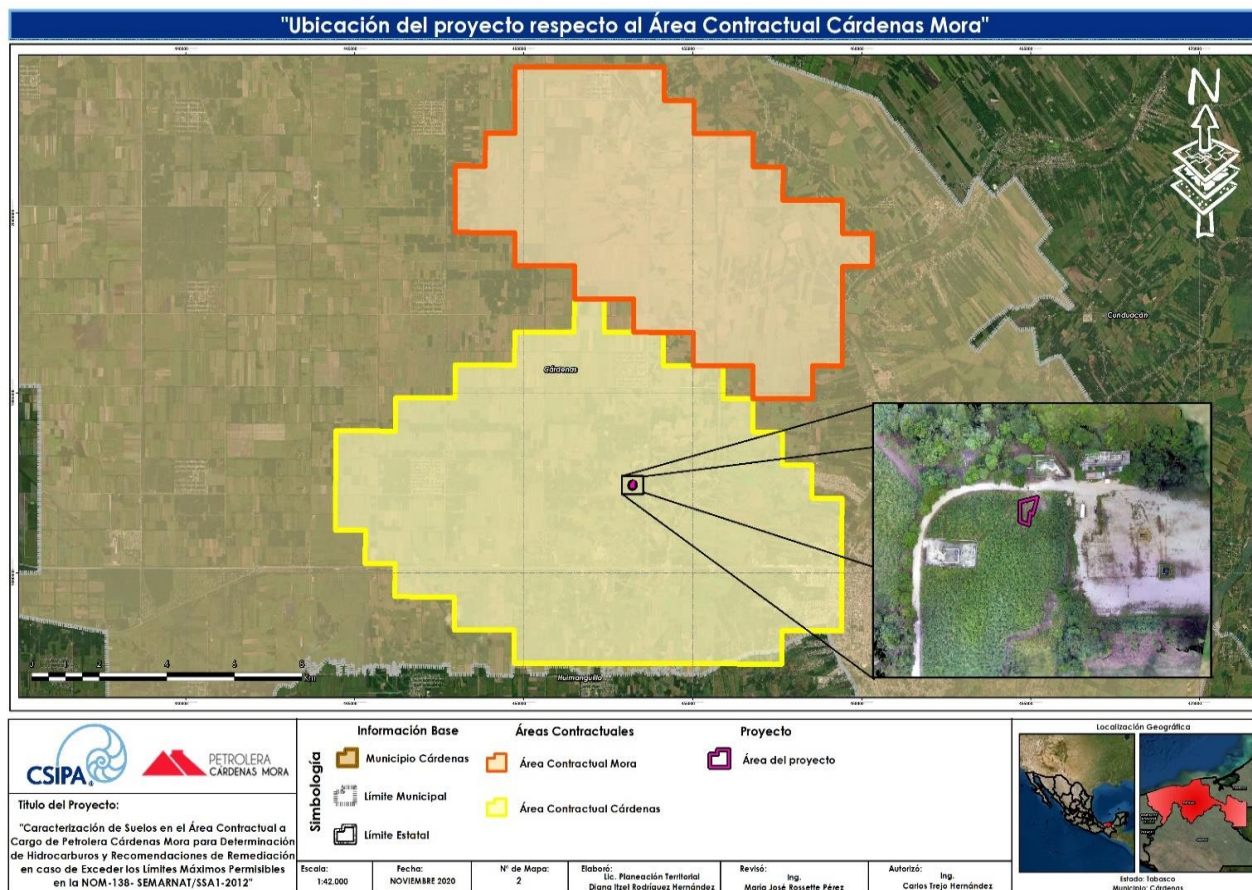 "Ubicación del proyecto respecto al Área Contractual Cárdenas Mora"
N
Cunduacán
Cárdenas
Huimanguillo
0 2 4 6 8
Km
CSIPA
PETROLERA
CÁRDENAS MORA
Título del Proyecto:
"Caracterización de Suelos en el Área Contractual a
Cargo de Petrolera Cárdenas Mora para Determinación
de Hidrocarburos y Recomendaciones de Remediación
en caso de Exceder los Límites Máximos Permisibles
en la NOM-138- SEMARNAT/SSA1-2012"
Simbología
Información Base
Municipio Cárdenas
Límite Municipal
Límite Estatal
Áreas Contractuales
Área Contractual Mora
Área Contractual Cárdenas
Proyecto
Área del proyecto
Escala:
1:42,000
Fecha:
NOVIEMBRE 2020
N° de Mapa:
2
Elaboró:
Lic. Planeación Territorial
Diana Itzel Rodríguez Hernández
Revisó:
Ing.
María José Rossette Pérez
Autorizó:
Ing.
Carlos Trejo Hernández
Localización Geográfica
Estado: Tabasco
Municipio: Cárdenas